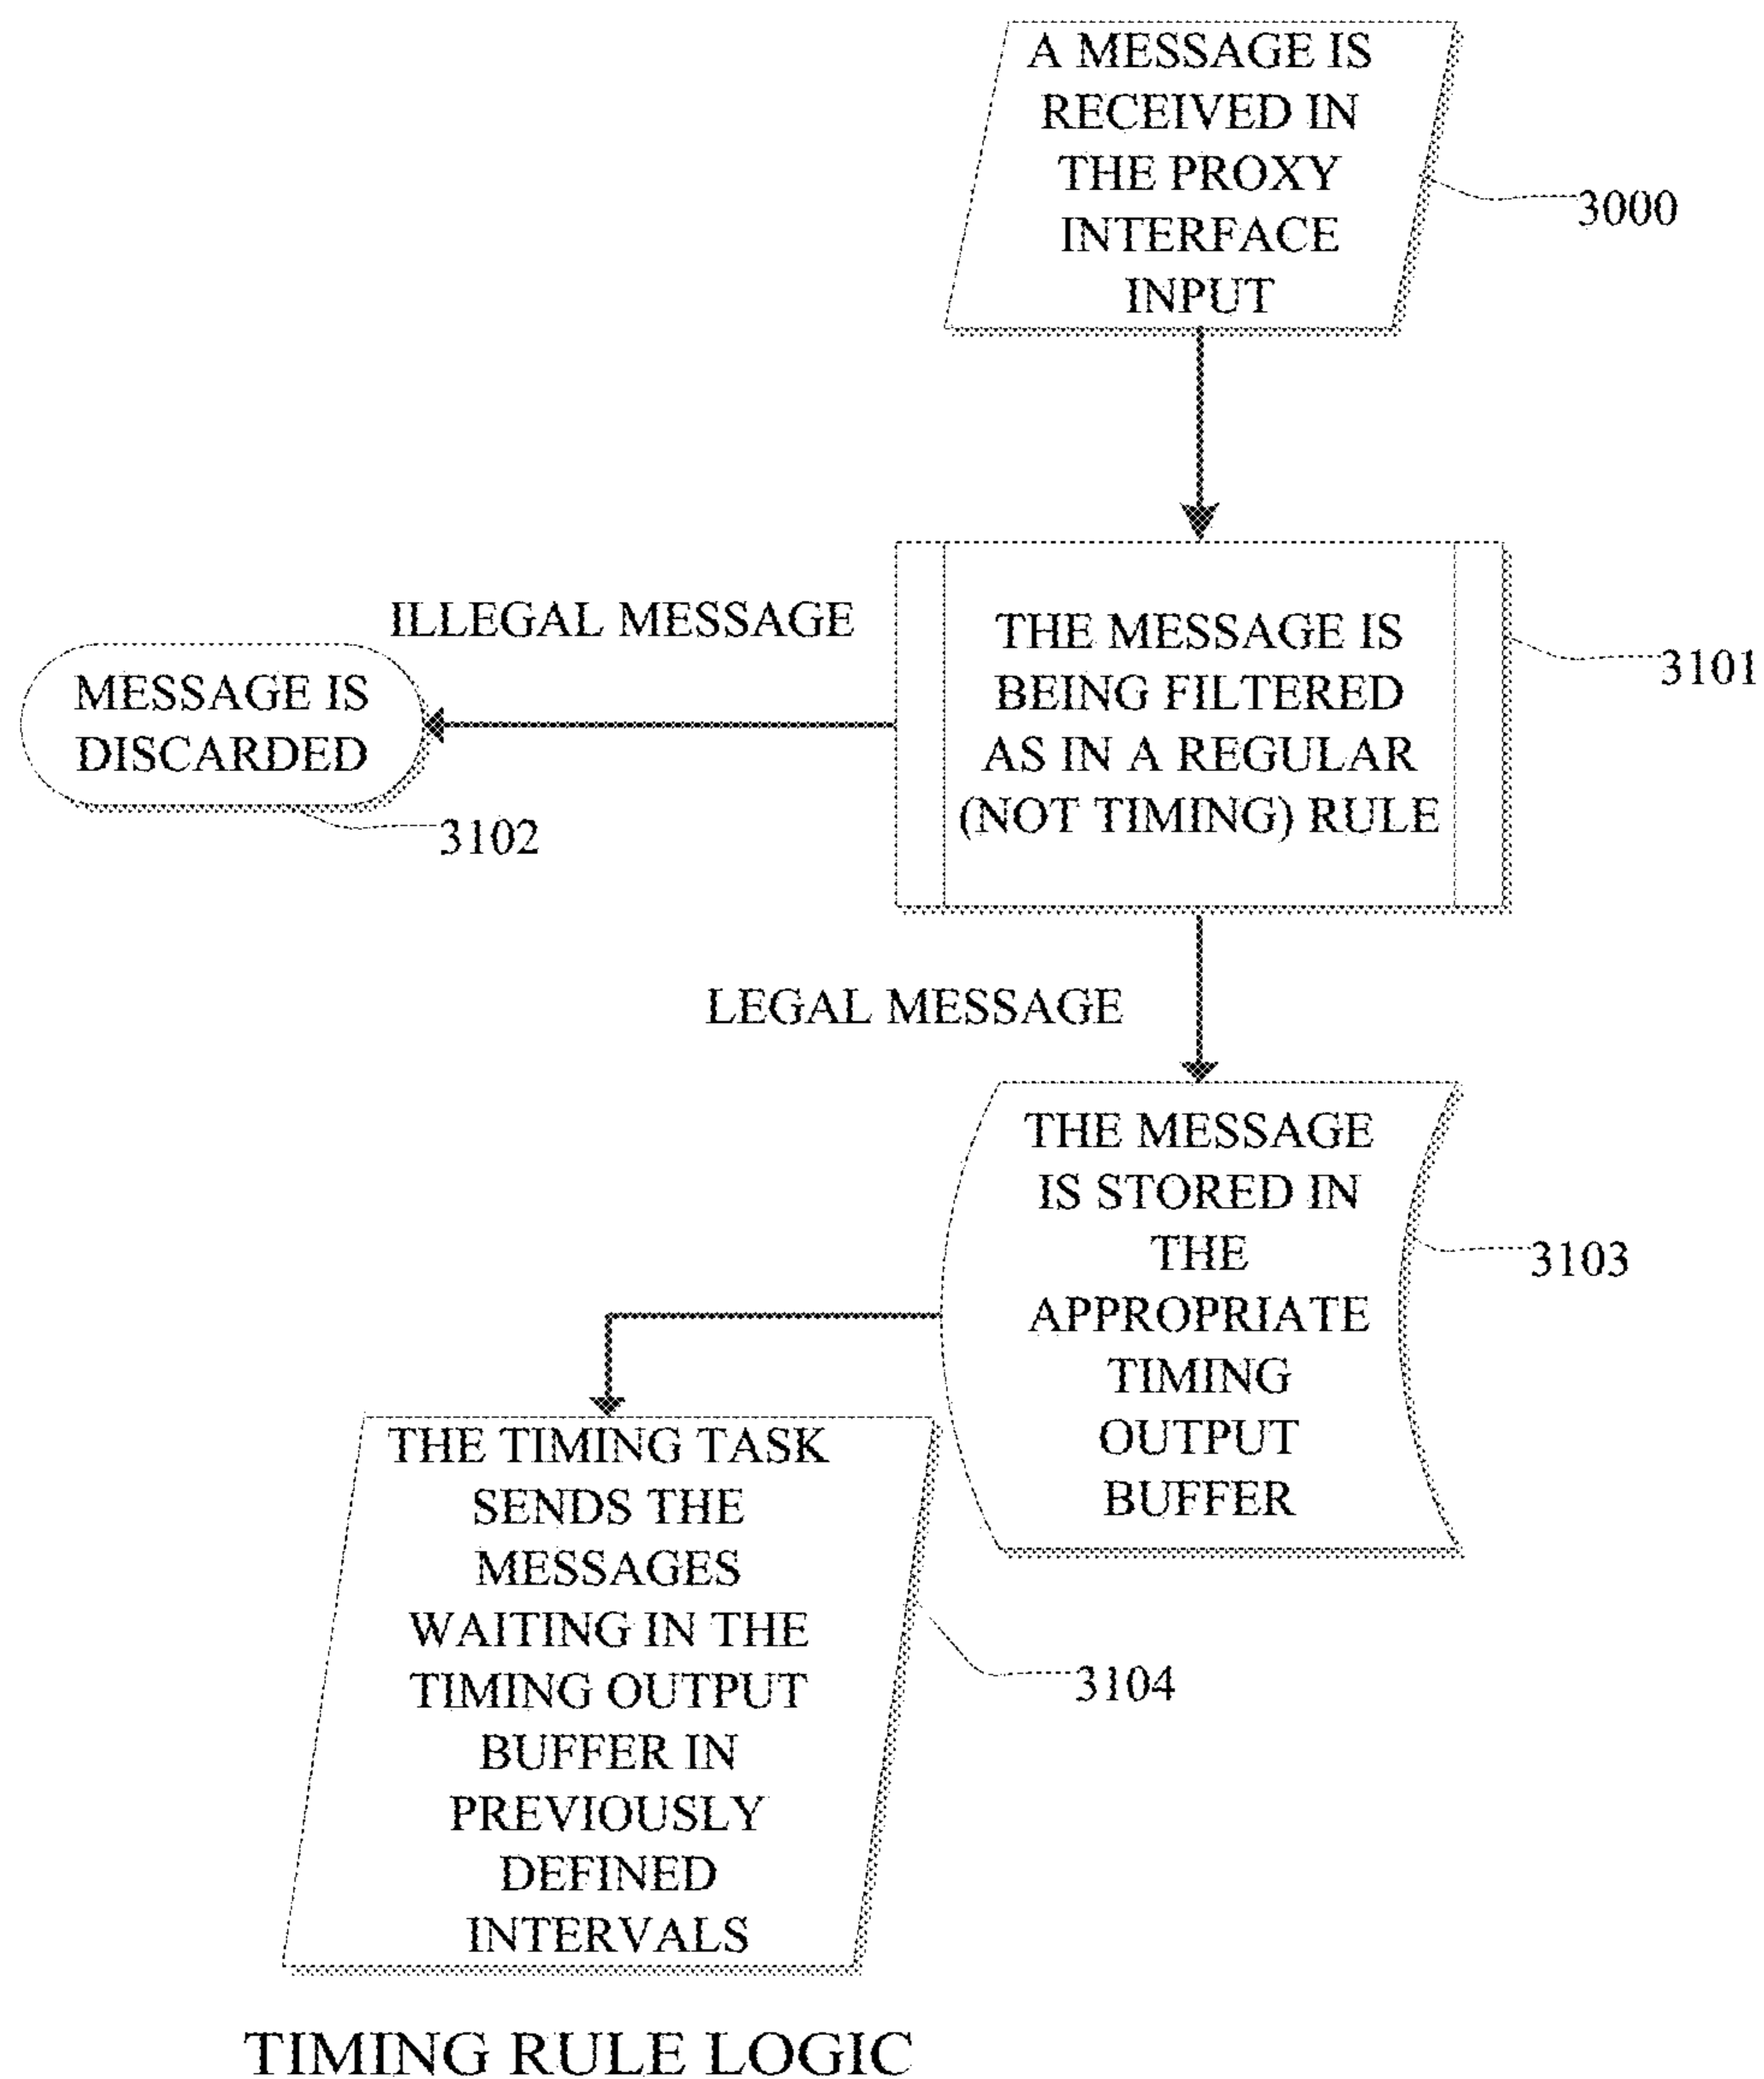 A MESSAGE IS
RECEIVED IN
THE PROXY
INTERFACE
INPUT
3000
ILLEGAL MESSAGE
THE MESSAGE IS
BEING FILTERED
AS IN A REGULAR
(NOT TIMING) RULE
3101
MESSAGE IS
DISCARDED
3102
LEGAL MESSAGE
THE MESSAGE
IS STORED IN
THE
APPROPRIATE
TIMING
OUTPUT
BUFFER
3103
THE TIMING TASK
SENDS THE
MESSAGES
WAITING IN THE
TIMING OUTPUT
BUFFER IN
PREVIOUSLY
DEFINED
INTERVALS
3104
TIMING RULE LOGIC